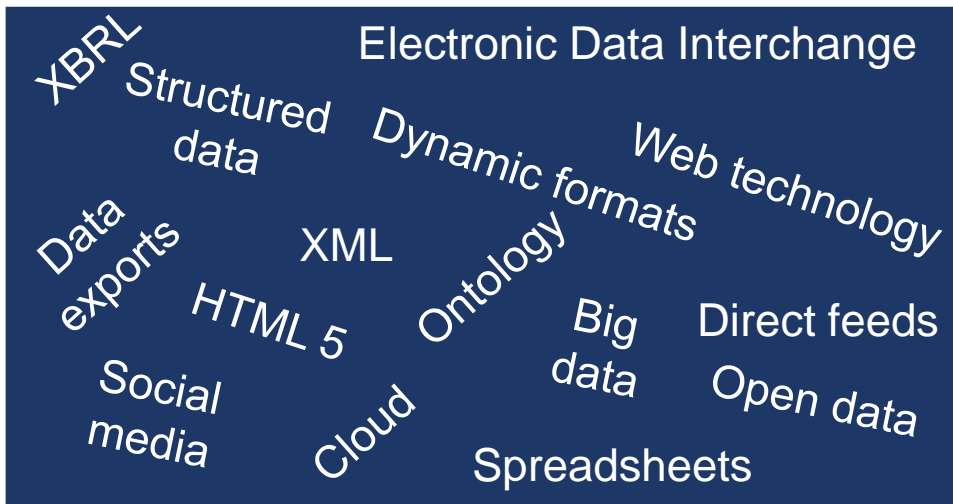 XBRL
Electronic Data Interchange
Structured
data
Dynamic formats
Web technology
Data
exports
XML
Ontology
HTML 5
Big
data
Direct feeds
Social
media
Cloud
Open data
Spreadsheets